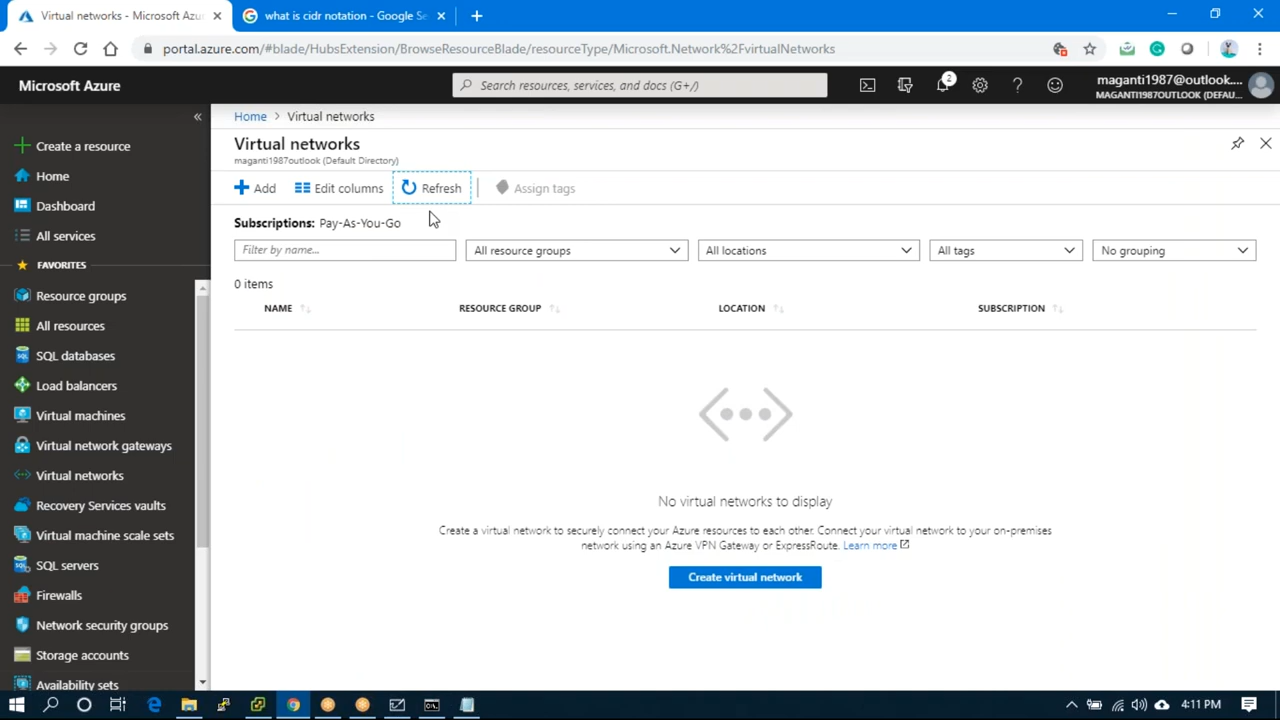 Virtual networks - Microsoft Azu
what is cidr notation - Google Se
portal.azure.com/#blade/HubsExtension/BrowseResourceBlade/resourceType/Microsoft.Network%2FvirtualNetworks
Microsoft Azure
Search resources, services, and docs (G+/)
2
maganti1987@outlook....
MAGANTI1987OUTLOOK (DEFAU...
Create a resource
Home
Dashboard
All services
FAVORITES
Resource groups
All resources
SQL databases
Load balancers
Virtual machines
Virtual network gateways
Virtual networks
Recovery Services vaults
Virtual machine scale sets
SQL servers
Firewalls
Network security groups
Storage accounts
Availability sets
Home > Virtual networks
Virtual networks
maganti1987outlook (Default Directory)
Add
Edit columns
Refresh
Assign tags
Subscriptions: Pay-As-You-Go
Filter by name...
All resource groups
All locations
All tags
No grouping
0 items
NAME
RESOURCE GROUP
LOCATION
SUBSCRIPTION
No virtual networks to display
Create a virtual network to securely connect your Azure resources to each other. Connect your virtual network to your on-premises
network using an Azure VPN Gateway or ExpressRoute. Learn more
Create virtual network
4:11 PM